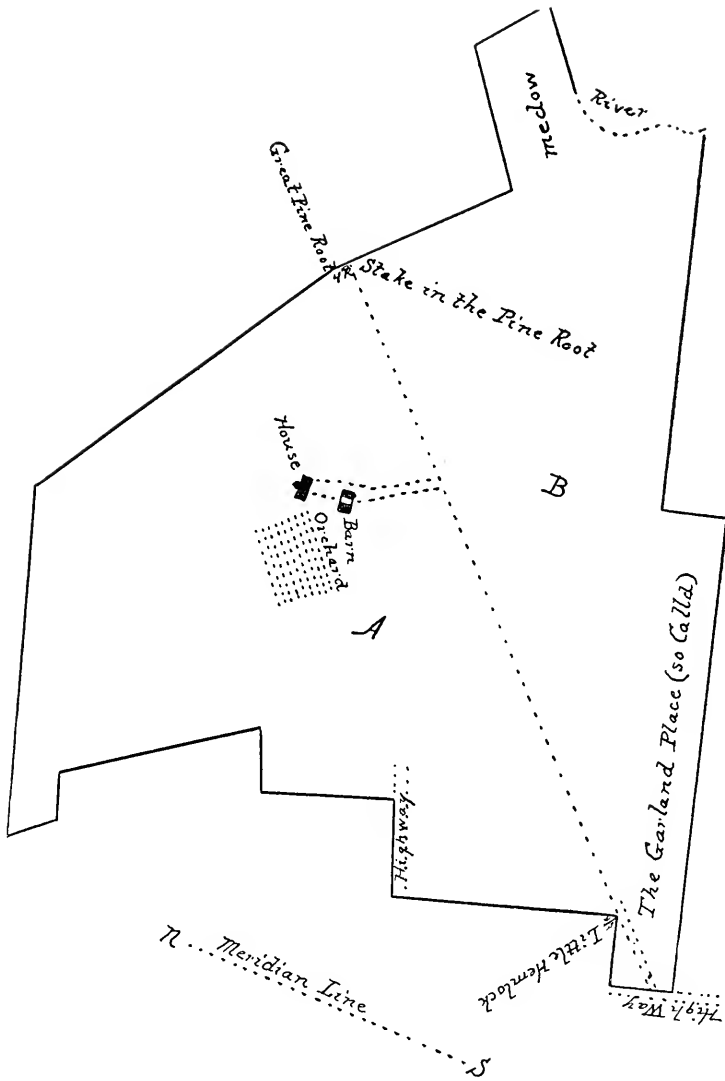 Medow
River
Great Pine Root
Stake in the Pine Root
House
Barn
Orchard
B
A
The Garland Place (so Calld)
Highway
Little Hemlock
High Way
N
Meridian Line
S